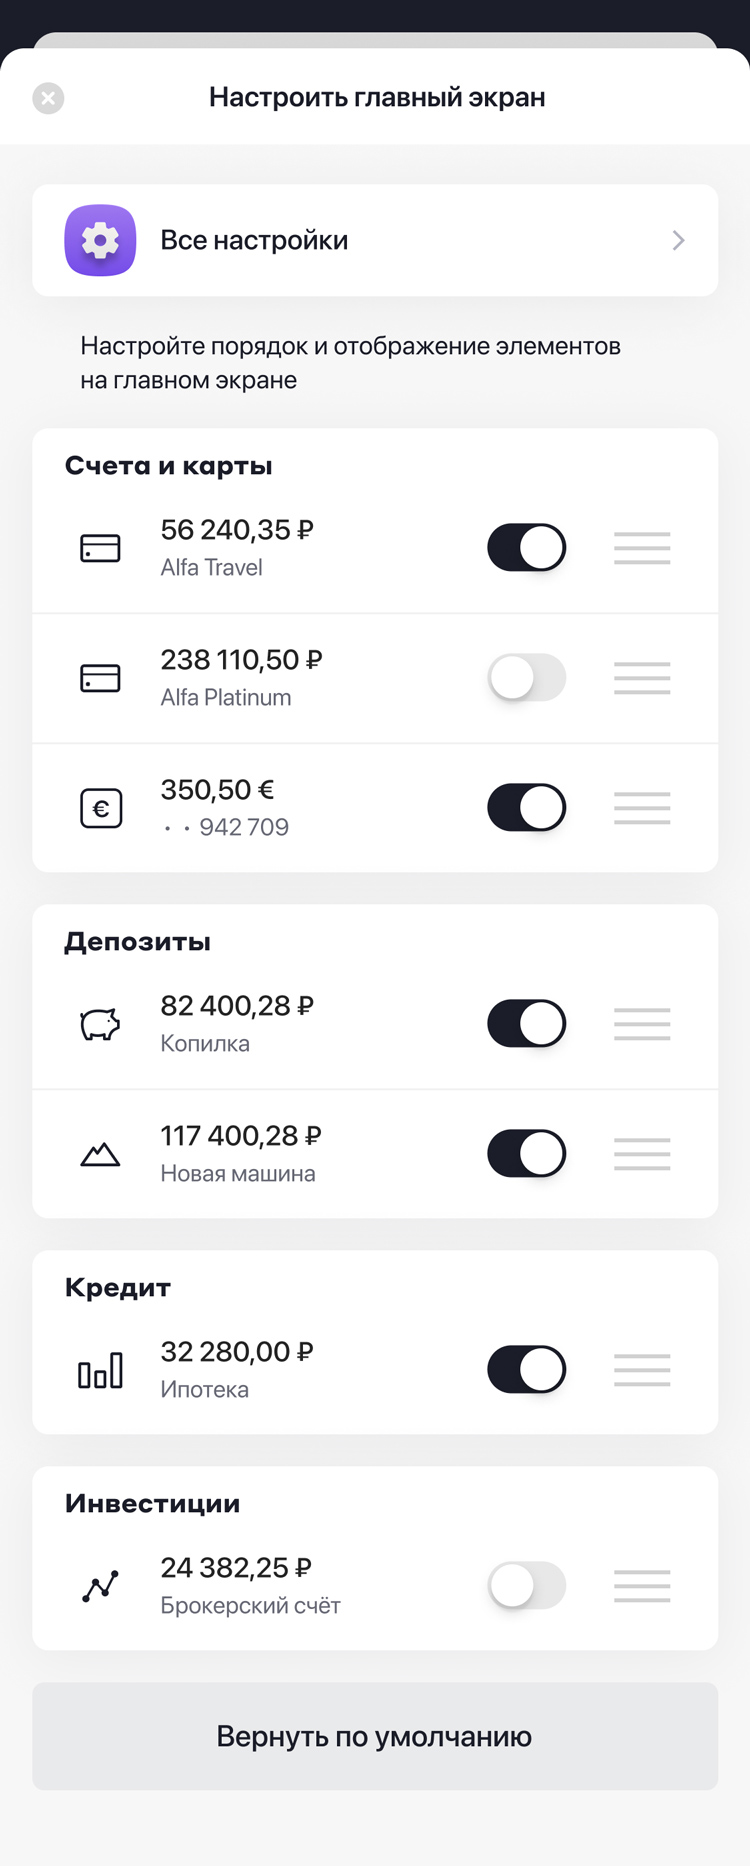 Настроить главный экран
Все настройки
Настройте порядок и отображение элементов
на главном экране
Счета и карты
56 240,35 ₽
Alfa Travel
238 110,50 ₽
Alfa Platinum
350,50 €
€
· · 942 709
Депозиты
82 400,28 ₽
Копилка
117 400,28 ₽
Новая машина
Кредит
32 280,00 ₽
Ипотека
Инвестиции
24 382,25 ₽
Брокерский счёт
Вернуть по умолчанию